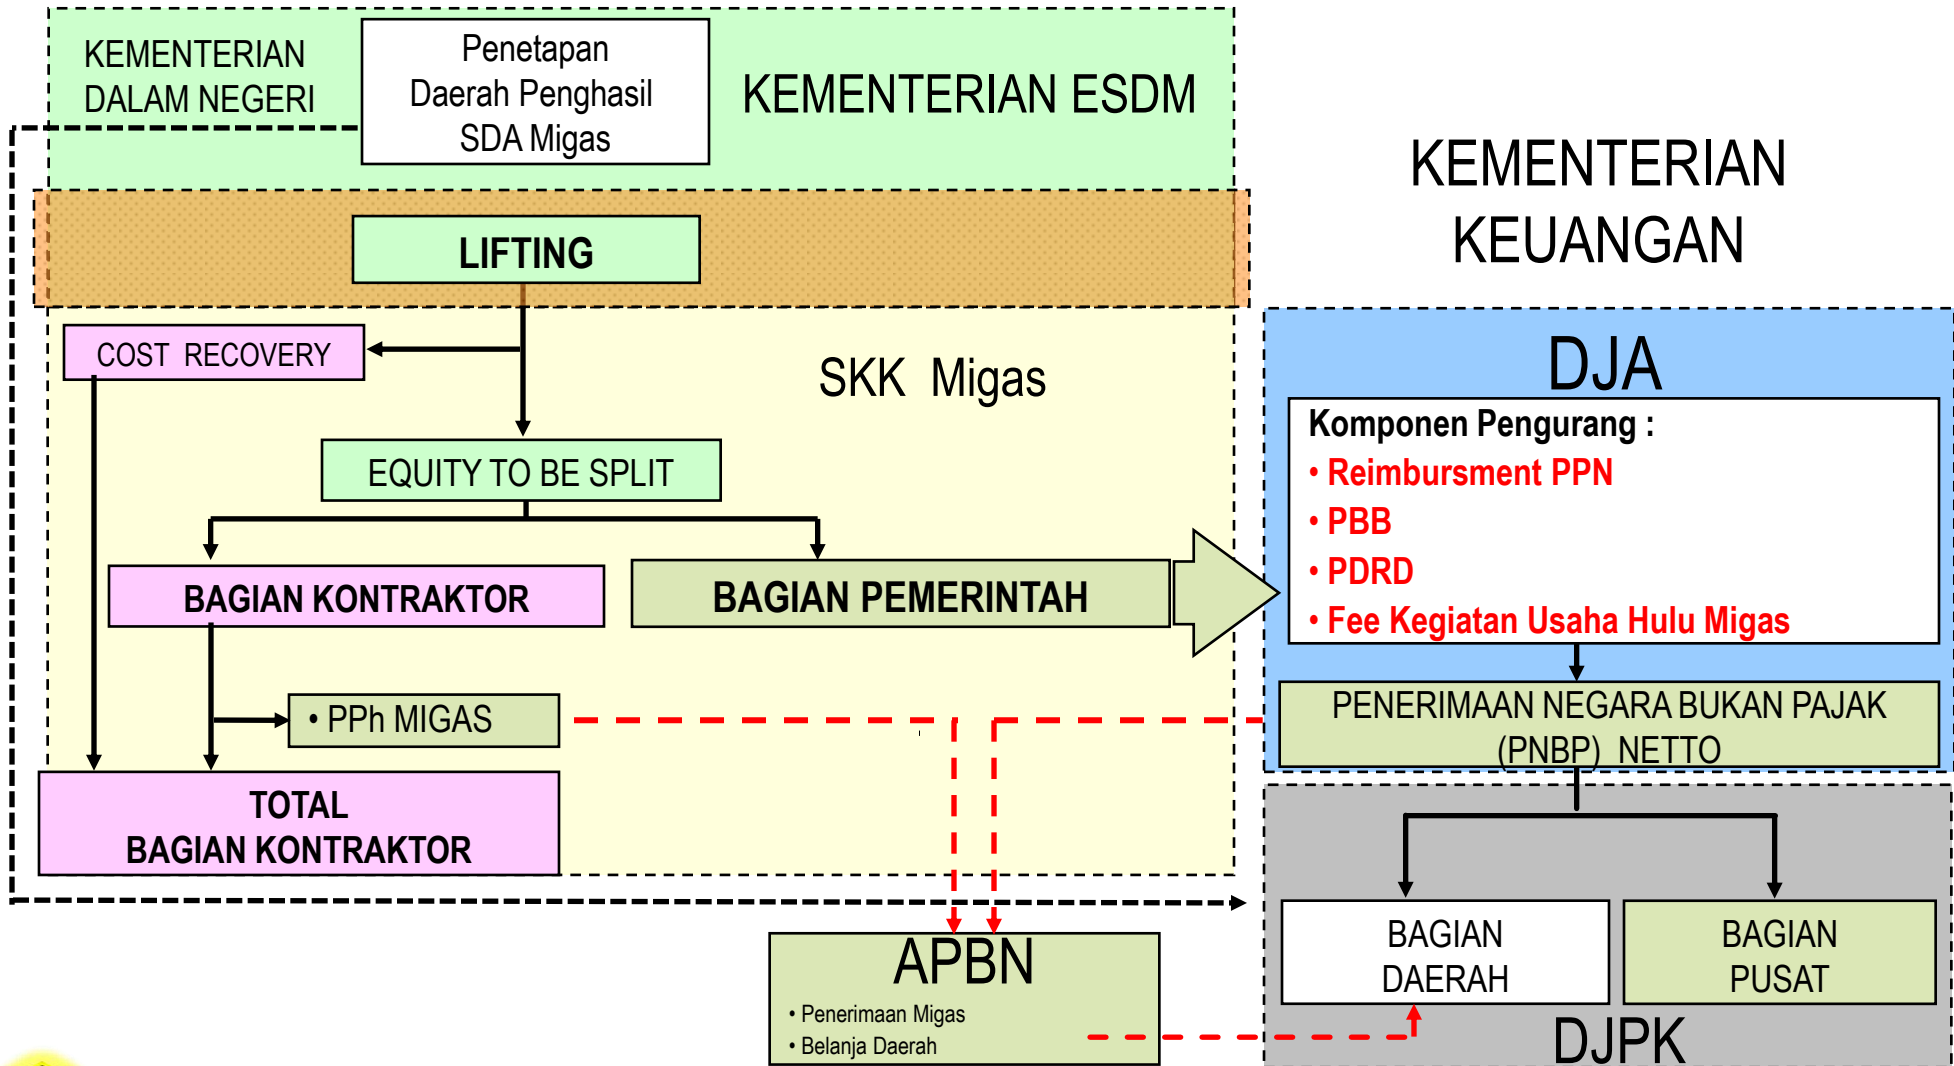 KEMENTERIAN
DALAM NEGERI
Penetapan
Daerah Penghasil
SDA Migas
KEMENTERIAN ESDM
KEMENTERIAN
KEUANGAN
LIFTING
COST RECOVERY
SKK Migas
EQUITY TO BE SPLIT
BAGIAN KONTRAKTOR
BAGIAN PEMERINTAH
• PPh MIGAS
TOTAL
BAGIAN KONTRAKTOR
DJA
Komponen Pengurang :
• Reimbursment PPN
• PBB
• PDRD
• Fee Kegiatan Usaha Hulu Migas
PENERIMAAN NEGARA BUKAN PAJAK
(PNBP) NETTO
APBN
• Penerimaan Migas
• Belanja Daerah
BAGIAN
DAERAH
BAGIAN
PUSAT
DJPK